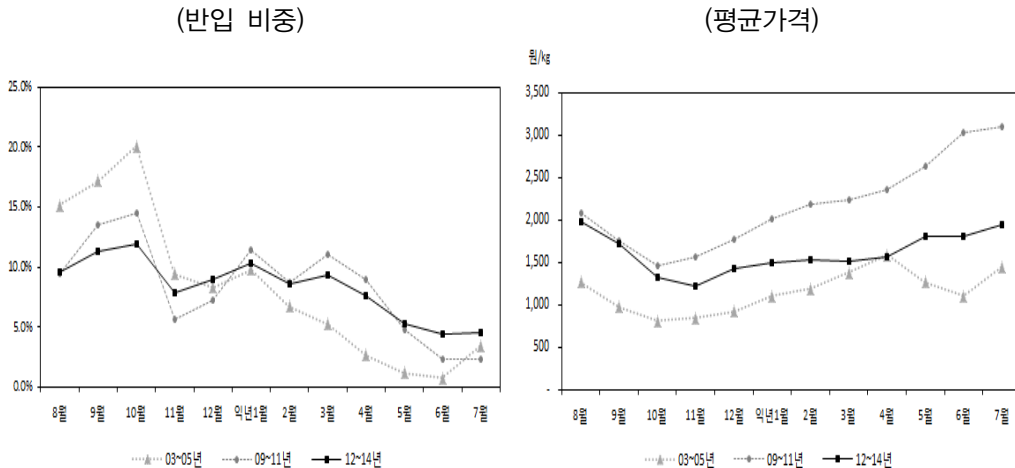 (반입 비중)
(평균가격)
원/kg
25.0%
20.0%
15.0%
10.0%
5.0%
0.0%
8월 9월 10월 11월 12월 익년1월 2월 3월 4월 5월 6월 7월
03~05년 09~11년 12~14년
3,500
3,000
2,500
2,000
1,500
1,000
500
-
8월 9월 10월 11월 12월 익년1월 2월 3월 4월 5월 6월 7월
03~05년 09~11년 12~14년